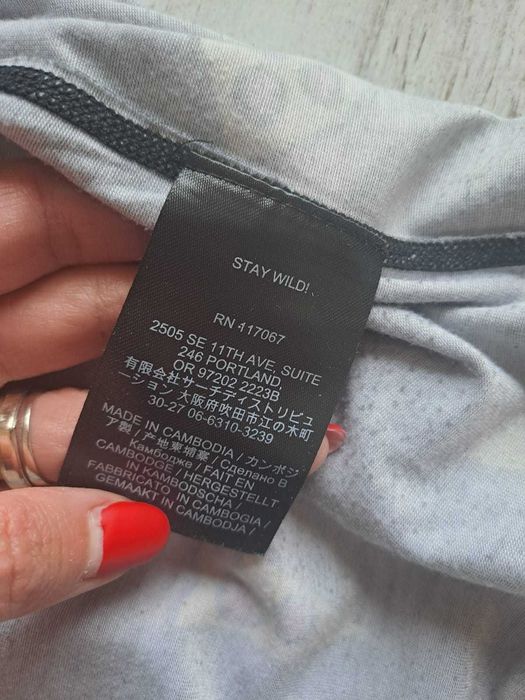 STAY WILD!
RN 117067
2505 SE 11TH AVE, SUITE
246 PORTLAND,
OR 97202 2223B
有限会社サーチディストリビュ
ーション 大阪府吹田市江の木町
30-27 06-6310-3239
MADE IN CAMBODIA / カンボジ
ア製 / 产地柬埔寨 / Сделано В
Камбодже / FAIT EN
CAMBODGE / HERGESTELLT
IN KAMBODSCHA /
FABBRICATO IN CAMBOGIA /
GEMAAKT IN CAMBODJA /